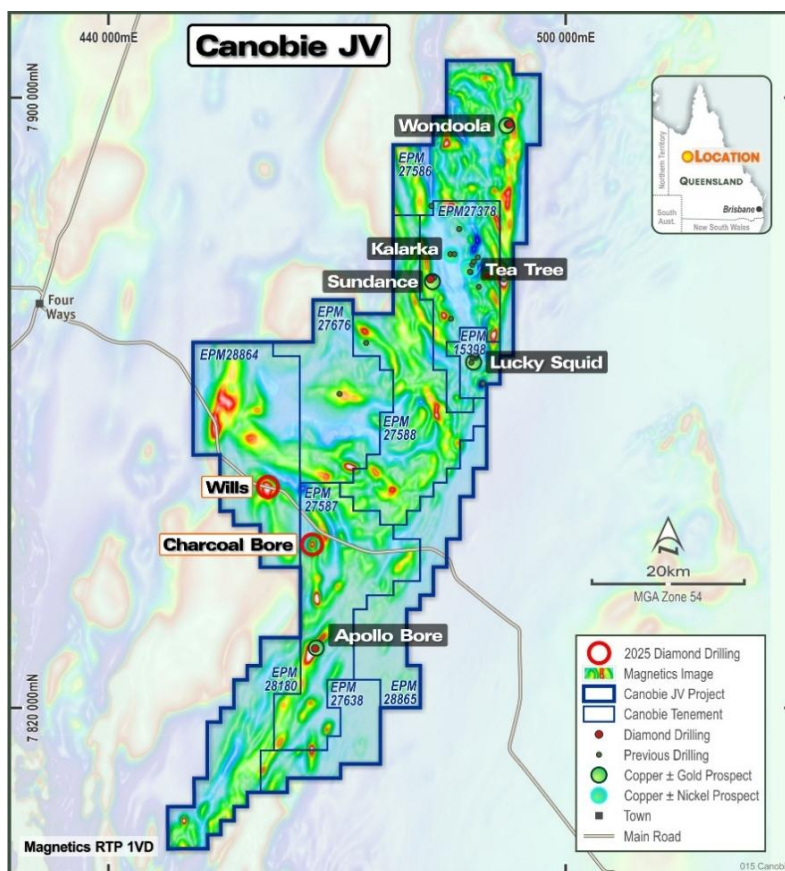 440 000mE
500 000mE
Canobie JV
7 900 000mN
Wondoola
EPM
27586
EPM27378
Kalarka
Sundance
Tea Tree
Northern Territory
LOCATION
QUEENSLAND
Brisbane
South
Aust.
New South Wales
Four
Ways
EPM
27676
EPM
15398
EPM28864
Lucky Squid
EPM
27588
Wills
EPM
27587
Charcoal Bore
20km
MGA Zone 54
Apollo Bore
EPM
28180
EPM
27638
EPM
28865
7 820 000mN
2025 Diamond Drilling
Magnetics Image
Canobie JV Project
Canobie Tenement
Diamond Drilling
Previous Drilling
Copper ± Gold Prospect
Copper ± Nickel Prospect
Town
Main Road
Magnetics RTP 1VD
015 Canobi